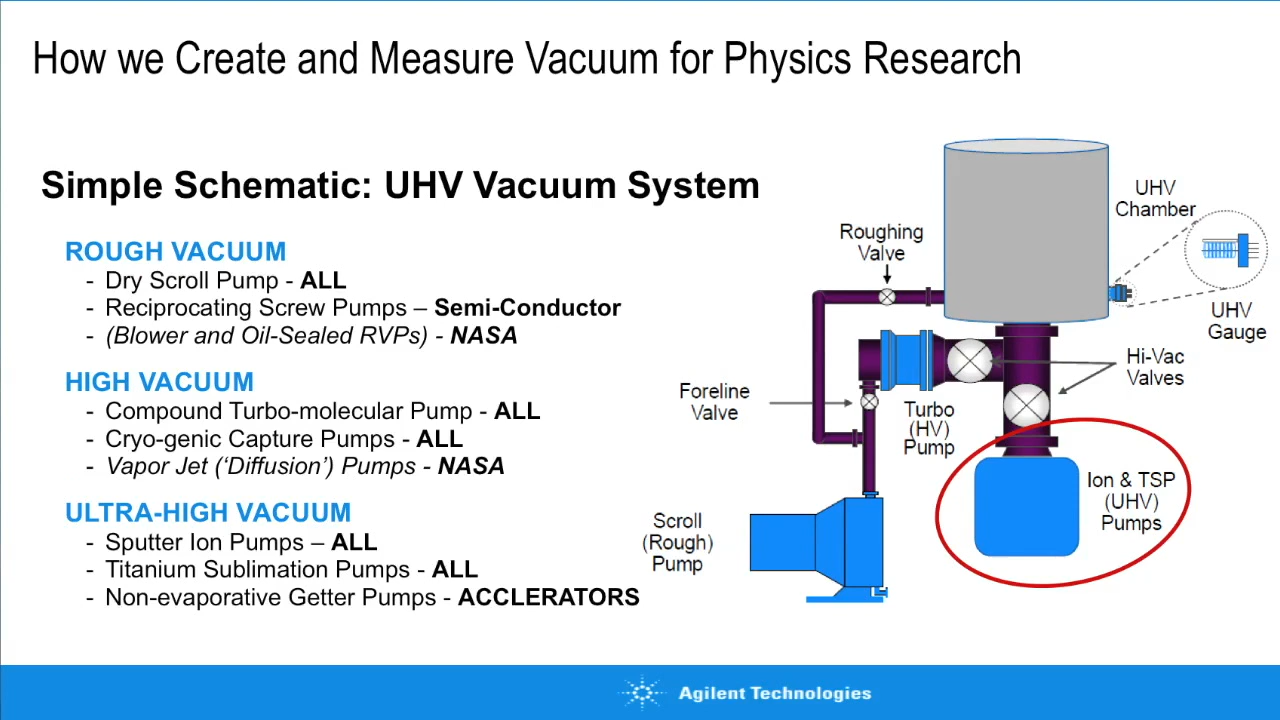 How we Create and Measure Vacuum for Physics Research
Simple Schematic: UHV Vacuum System
ROUGH VACUUM
- Dry Scroll Pump - ALL
- Reciprocating Screw Pumps – Semi-Conductor
- (Blower and Oil-Sealed RVPs) - NASA
HIGH VACUUM
- Compound Turbo-molecular Pump - ALL
- Cryo-genic Capture Pumps - ALL
- Vapor Jet (‘Diffusion’) Pumps - NASA
ULTRA-HIGH VACUUM
- Sputter Ion Pumps – ALL
- Titanium Sublimation Pumps - ALL
- Non-evaporative Getter Pumps - ACCLERATORS
UHV
Chamber
Roughing
Valve
UHV
Gauge
Hi-Vac
Valves
Foreline
Valve
Turbo
(HV)
Pump
Ion & TSP
(UHV)
Pumps
Scroll
(Rough)
Pump
Agilent Technologies